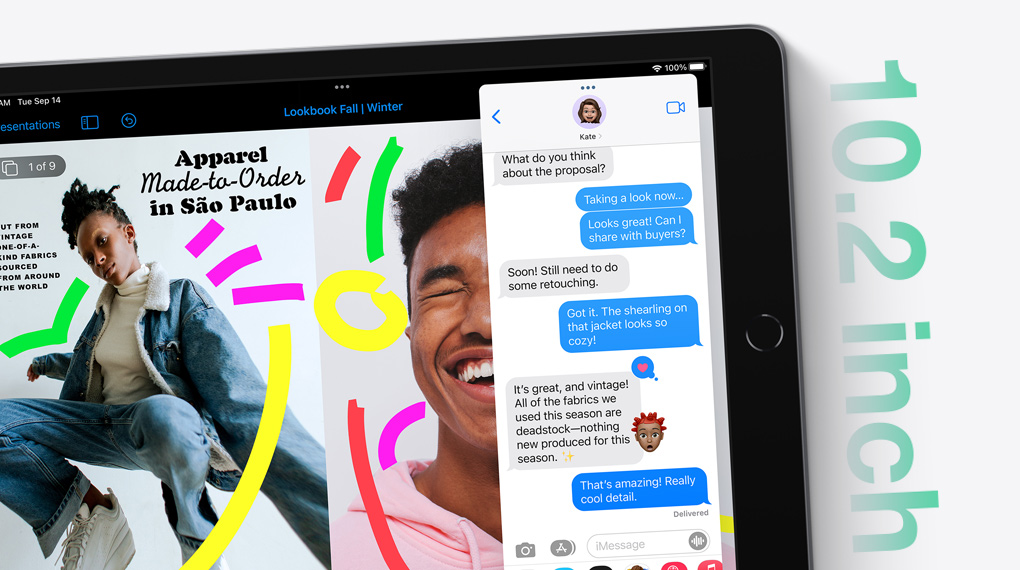 AM Tue Sep 14
100%
esentations
Lookbook Fall | Winter
1 of 9
Apparel
Made-to-Order
in São Paulo
UT FROM
INTAGE
ONE-OF-A-
KIND FABRICS
SOURCED
FROM AROUND
THE WORLD
Kate
What do you think
about the proposal?
Taking a look now...
Looks great! Can I
share with buyers?
Soon! Still need to do
some retouching.
Got it. The shearling on
that jacket looks so
cozy!
It's great, and vintage!
All of the fabrics we
used this season are
deadstock—nothing
new produced for this
season. ✨
That's amazing! Really
cool detail.
Delivered
iMessage
10.2 inch